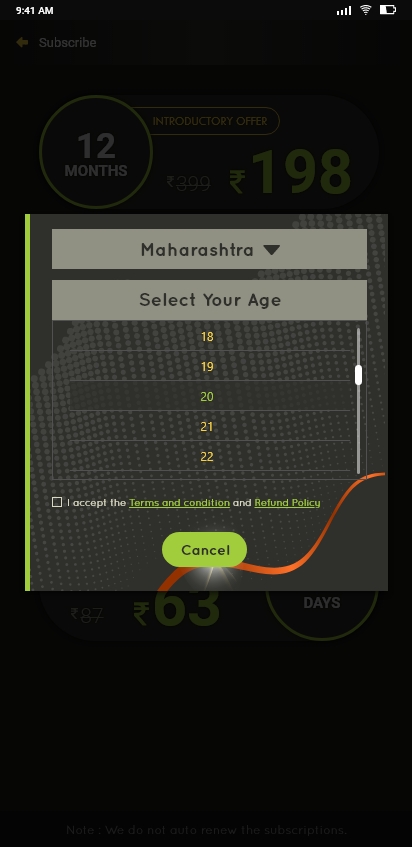 9:41 AM
Subscribe
INTRODUCTORY OFFER
12
MONTHS
₹399
₹198
Maharashtra
Select Your Age
18
19
20
21
22
I accept the Terms and condition and Refund Policy
Cancel
₹87
₹63
DAYS
Note : We do not auto renew the subscriptions.